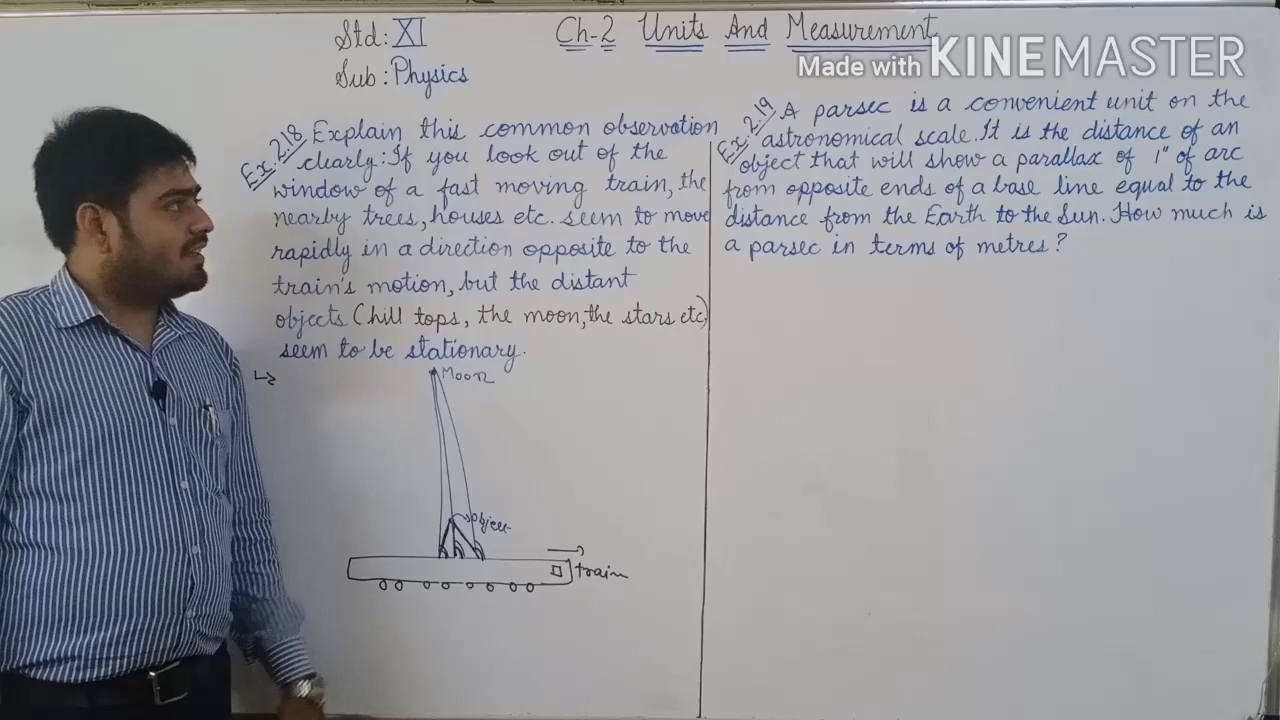 Std: XI
Sub: Physics
Ch-2 Units And Measurement
Made with KINEMASTER
Ex. 2.18 Explain this common observation
clearly: If you look out of the
window of a fast moving train, the
nearby trees, houses etc. seem to move
rapidly in a direction opposite to the
train's motion, but the distant
objects (hill tops, the moon, the stars etc)
seem to be stationary.
Moon
object
train
Ex. 2.19 A parsec is a convenient unit on the
astronomical scale. It is the distance of an
object that will show a parallax of 1" of arc
from opposite ends of a base line equal to the
distance from the Earth to the Sun. How much is
a parsec in terms of metres?